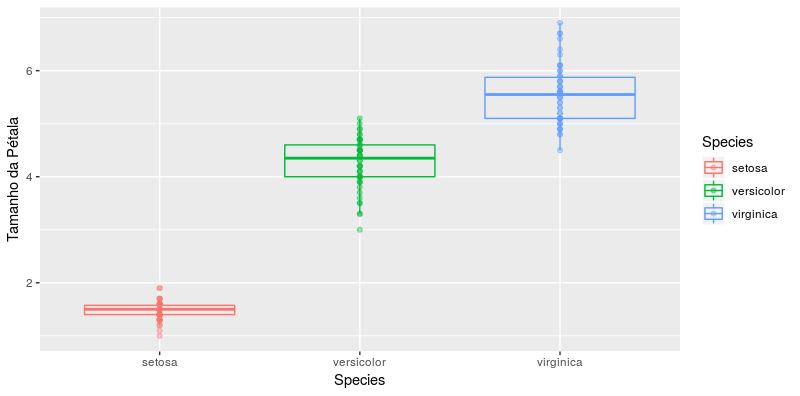 Tamanho da Pétala
6
4
2
setosa
versicolor
virginica
Species
Species
setosa
versicolor
virginica